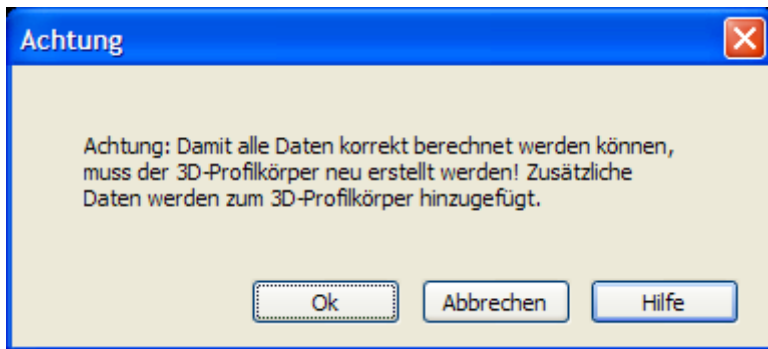 Achtung
Achtung: Damit alle Daten korrekt berechnet werden können,
muss der 3D-Profilkörper neu erstellt werden! Zusätzliche
Daten werden zum 3D-Profilkörper hinzugefügt.
Ok Abbrechen Hilfe